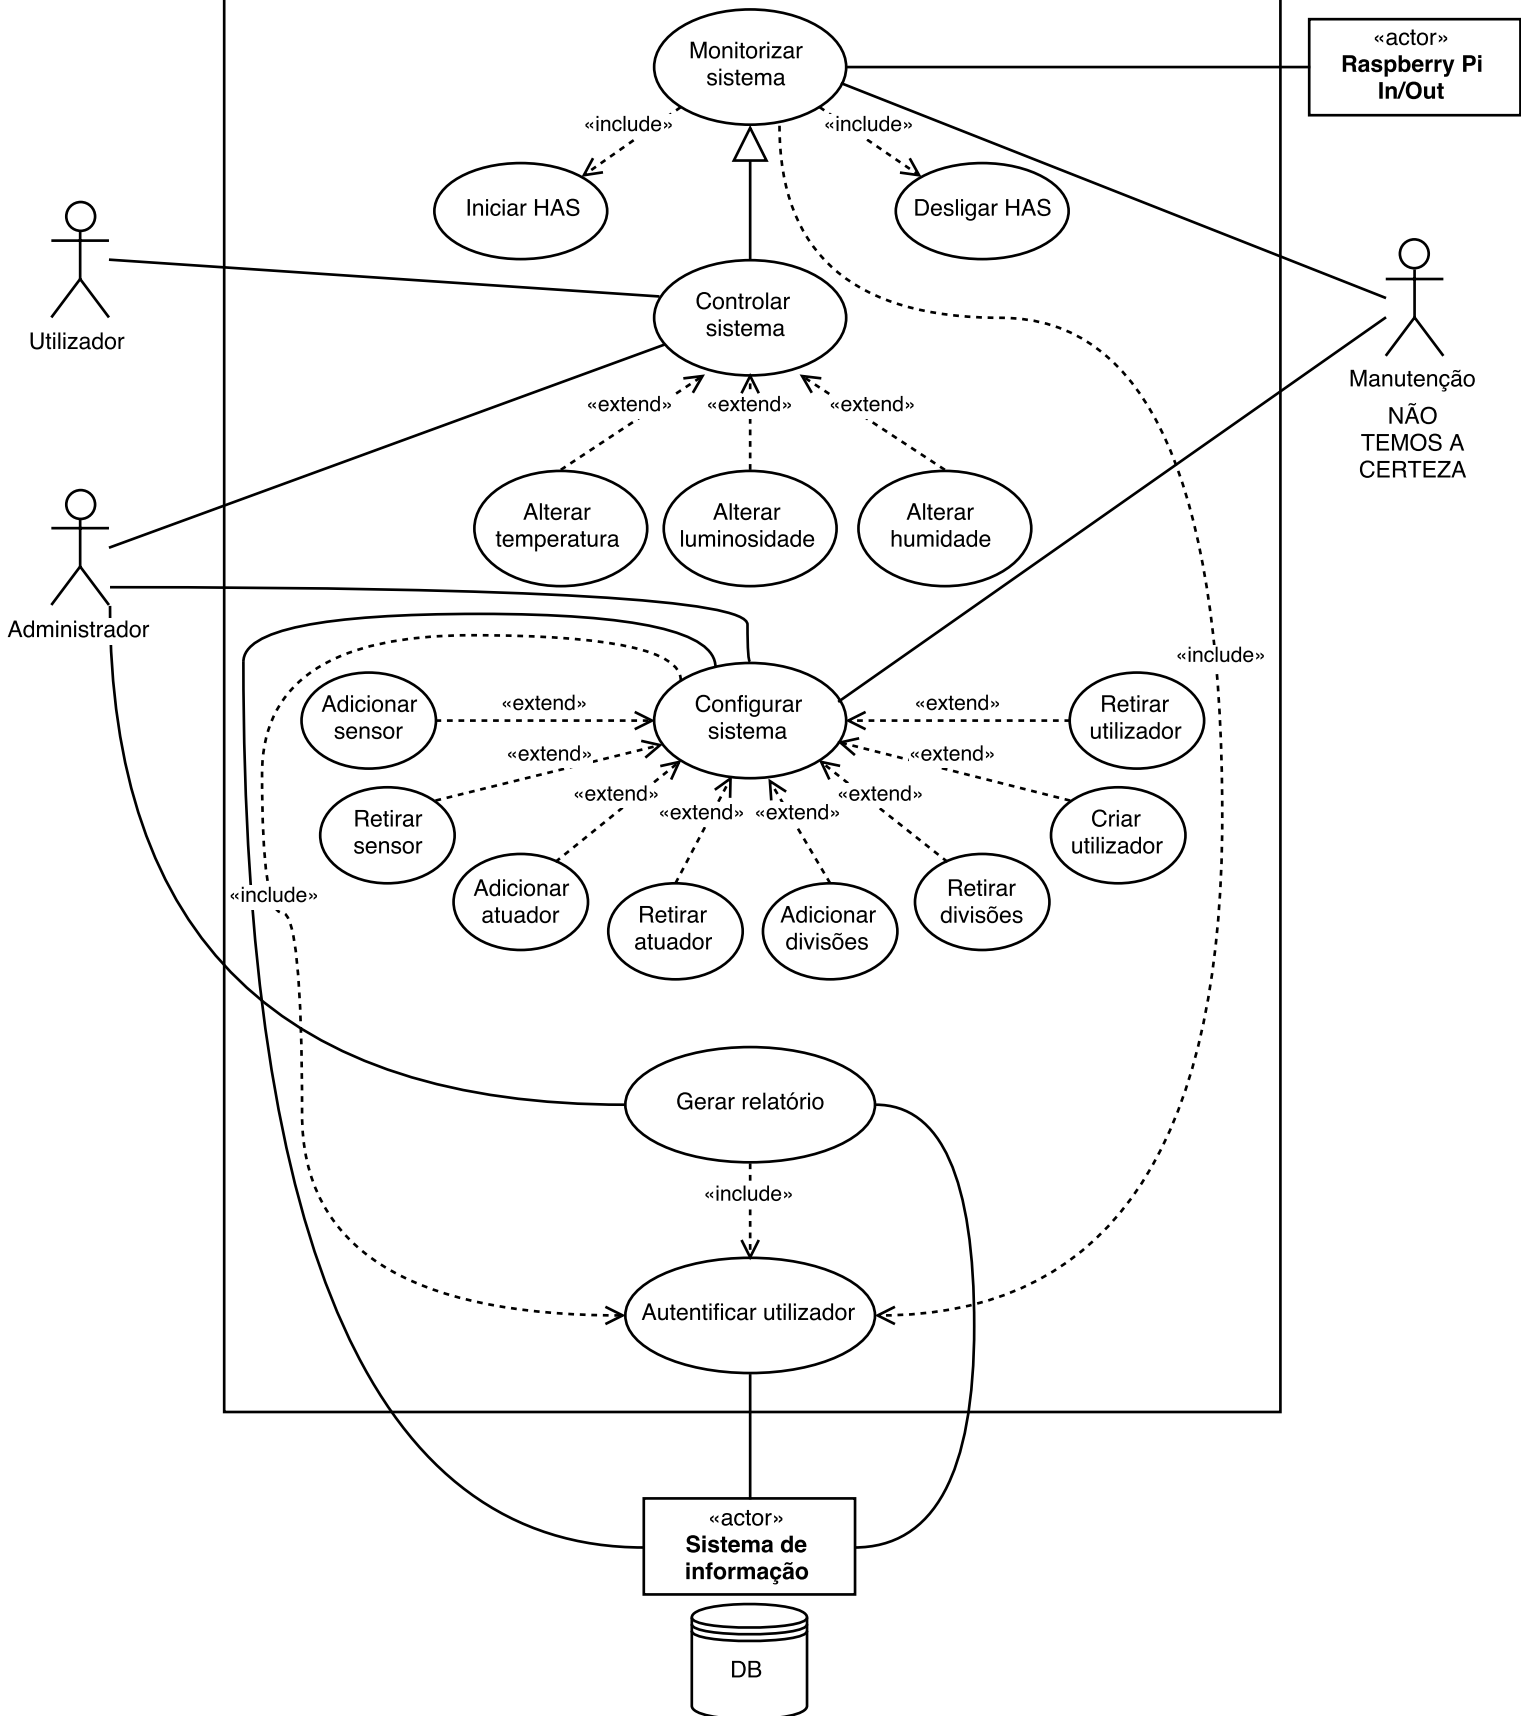 Monitorizar
sistema
«actor»
Raspberry Pi
In/Out
«include»
«include»
Iniciar HAS
Desligar HAS
Utilizador
Controlar
sistema
Manutenção
NÃO
TEMOS A
CERTEZA
«extend»
«extend»
«extend»
Alterar
temperatura
Alterar
luminosidade
Alterar
humidade
Administrador
«include»
Adicionar
sensor
«extend»
Configurar
sistema
«extend»
Retirar
utilizador
«extend»
«extend»
Retirar
sensor
«extend»
«extend»
«extend»
«extend»
Criar
utilizador
Adicionar
atuador
Retirar
atuador
Adicionar
divisões
Retirar
divisões
«include»
Gerar relatório
«include»
Autentificar utilizador
«actor»
Sistema de
informação
DB